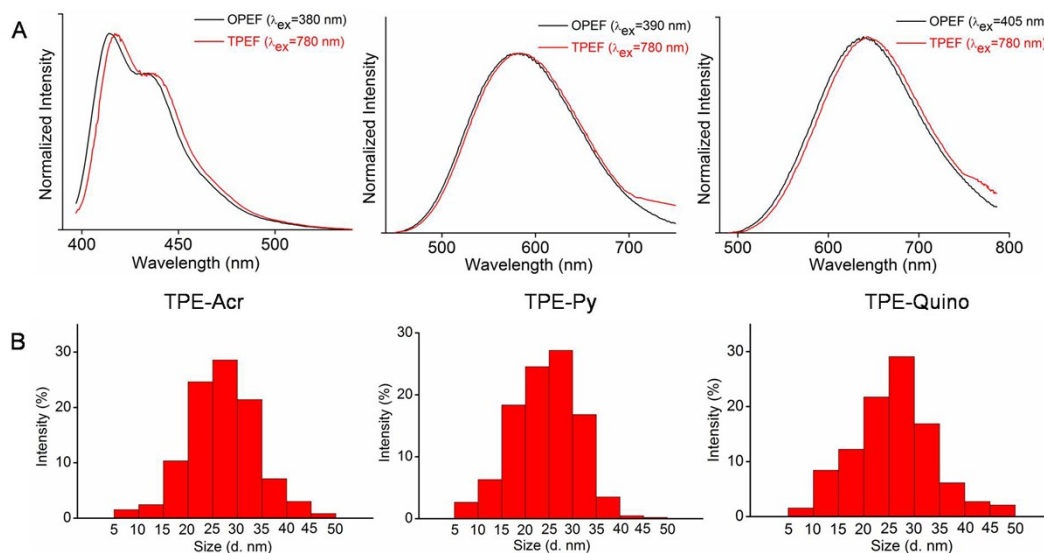 A
Normalized Intensity
OPEF (λex=380 nm)
TPEF (λex=780 nm)
400 450 500
Wavelength (nm)
Normalized Intensity
OPEF (λex=390 nm)
TPEF (λex=780 nm)
500 600 700
Wavelength (nm)
Normalized Intensity
OPEF (λex=405 nm)
TPEF (λex=780 nm)
500 600 700 800
Wavelength (nm)
TPE-Acr
TPE-Py
TPE-Quino
B
Intensity (%)
30
20
10
0
5 10 15 20 25 30 35 40 45 50
Size (d. nm)
Intensity (%)
30
20
10
0
5 10 15 20 25 30 35 40 45 50
Size (d. nm)
Intensity (%)
30
20
10
0
5 10 15 20 25 30 35 40 45 50
Size (d. nm)